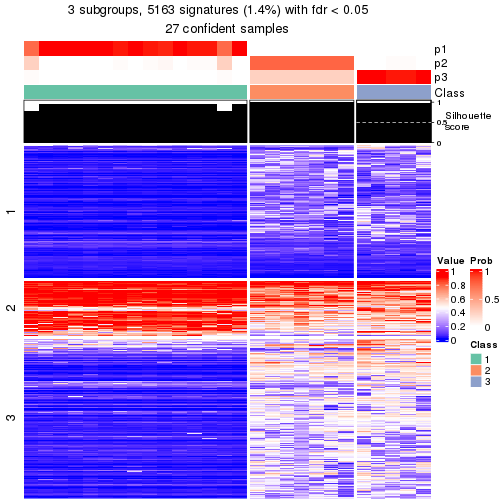 3 subgroups, 5163 signatures (1.4%) with fdr < 0.05
27 confident samples
p1
p2
p3
Class
1
0.5
0
Silhouette
score
1
2
3
Value
1
0.8
0.6
0.4
0.2
0
Prob
1
0.5
0
Class
1
2
3